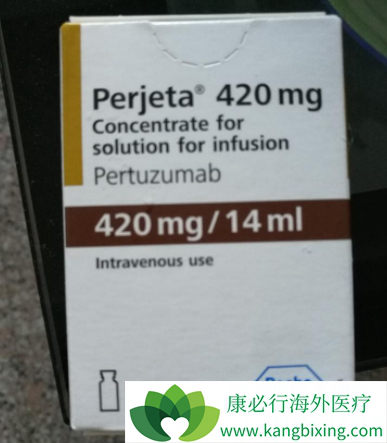 Perjeta® 420 mg
Concentrate for
solution for infusion
Pertuzumab
420 mg/14 ml
Intravenous use
康必行海外医疗
www.kangbixing.com